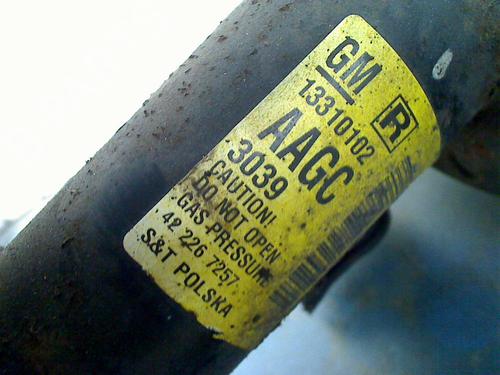 GM
13310102 R
AAGC
3039
CAUTION!
DO NOT OPEN
GAS PRESSURE
42 226 7257
S&T POLSKA